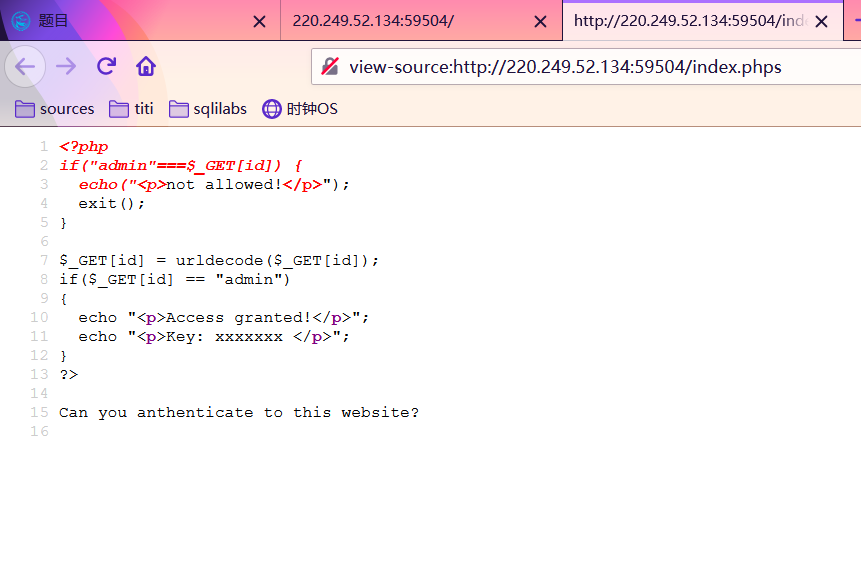 题目
220.249.52.134:59504/
http://220.249.52.134:59504/inde
view-source:http://220.249.52.134:59504/index.phps
sources titi sqlilabs 时钟OS
1 <?php
2 if("admin"===$_GET[id]) {
3   echo("<p>not allowed!</p>");
4   exit();
5 }
6
7 $_GET[id] = urldecode($_GET[id]);
8 if($_GET[id] == "admin")
9 {
10   echo "<p>Access granted!</p>";
11   echo "<p>Key: xxxxxxx </p>";
12 }
13 ?>
14
15 Can you anthenticate to this website?
16